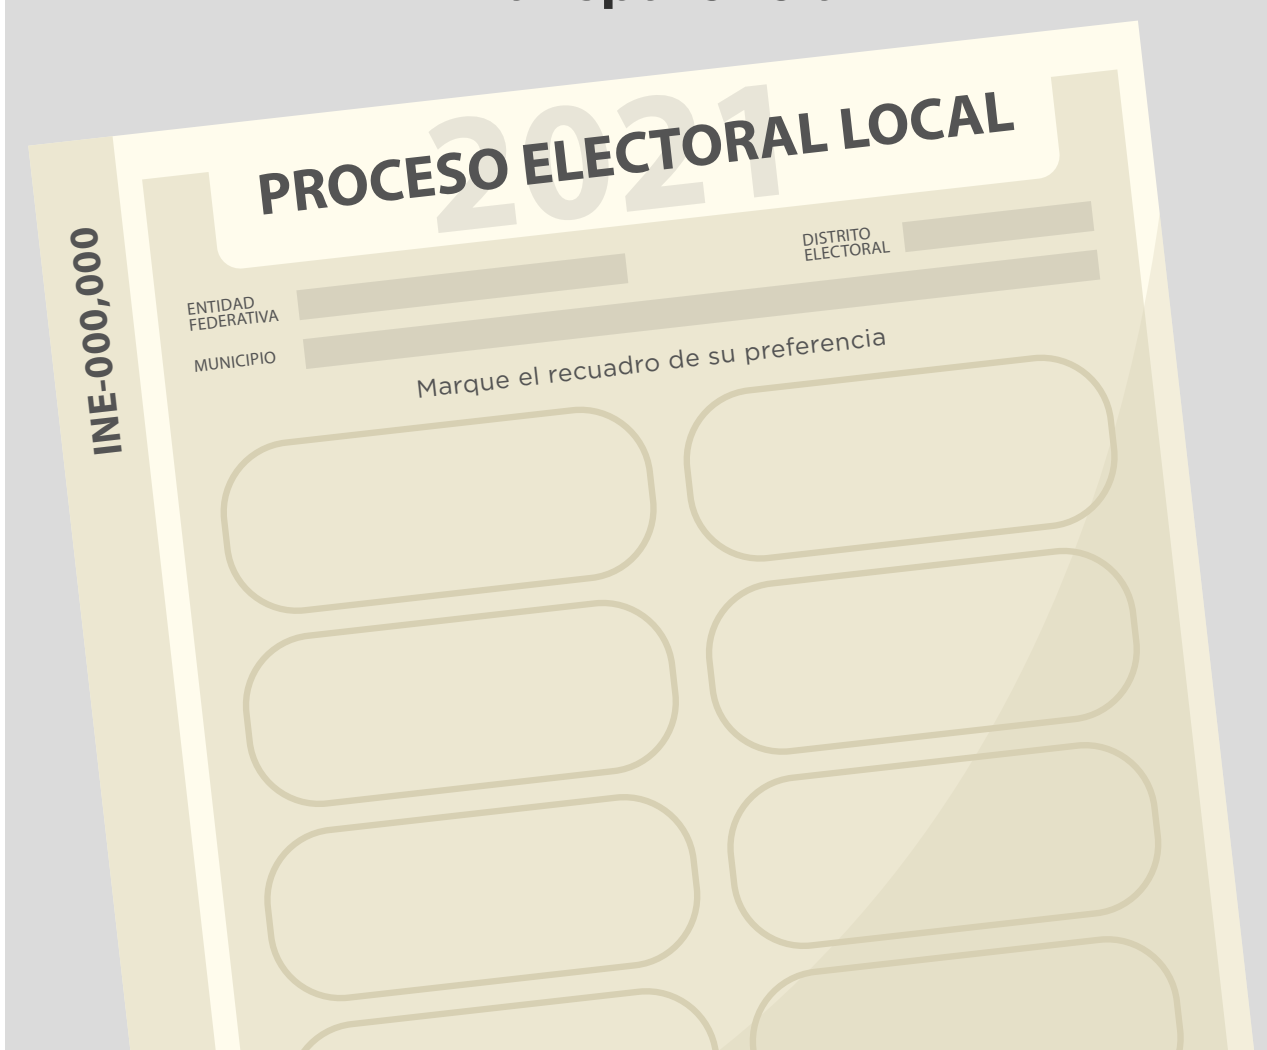 2021
PROCESO ELECTORAL LOCAL
INE-000,000
DISTRITO
ELECTORAL
ENTIDAD
FEDERATIVA
MUNICIPIO
Marque el recuadro de su preferencia